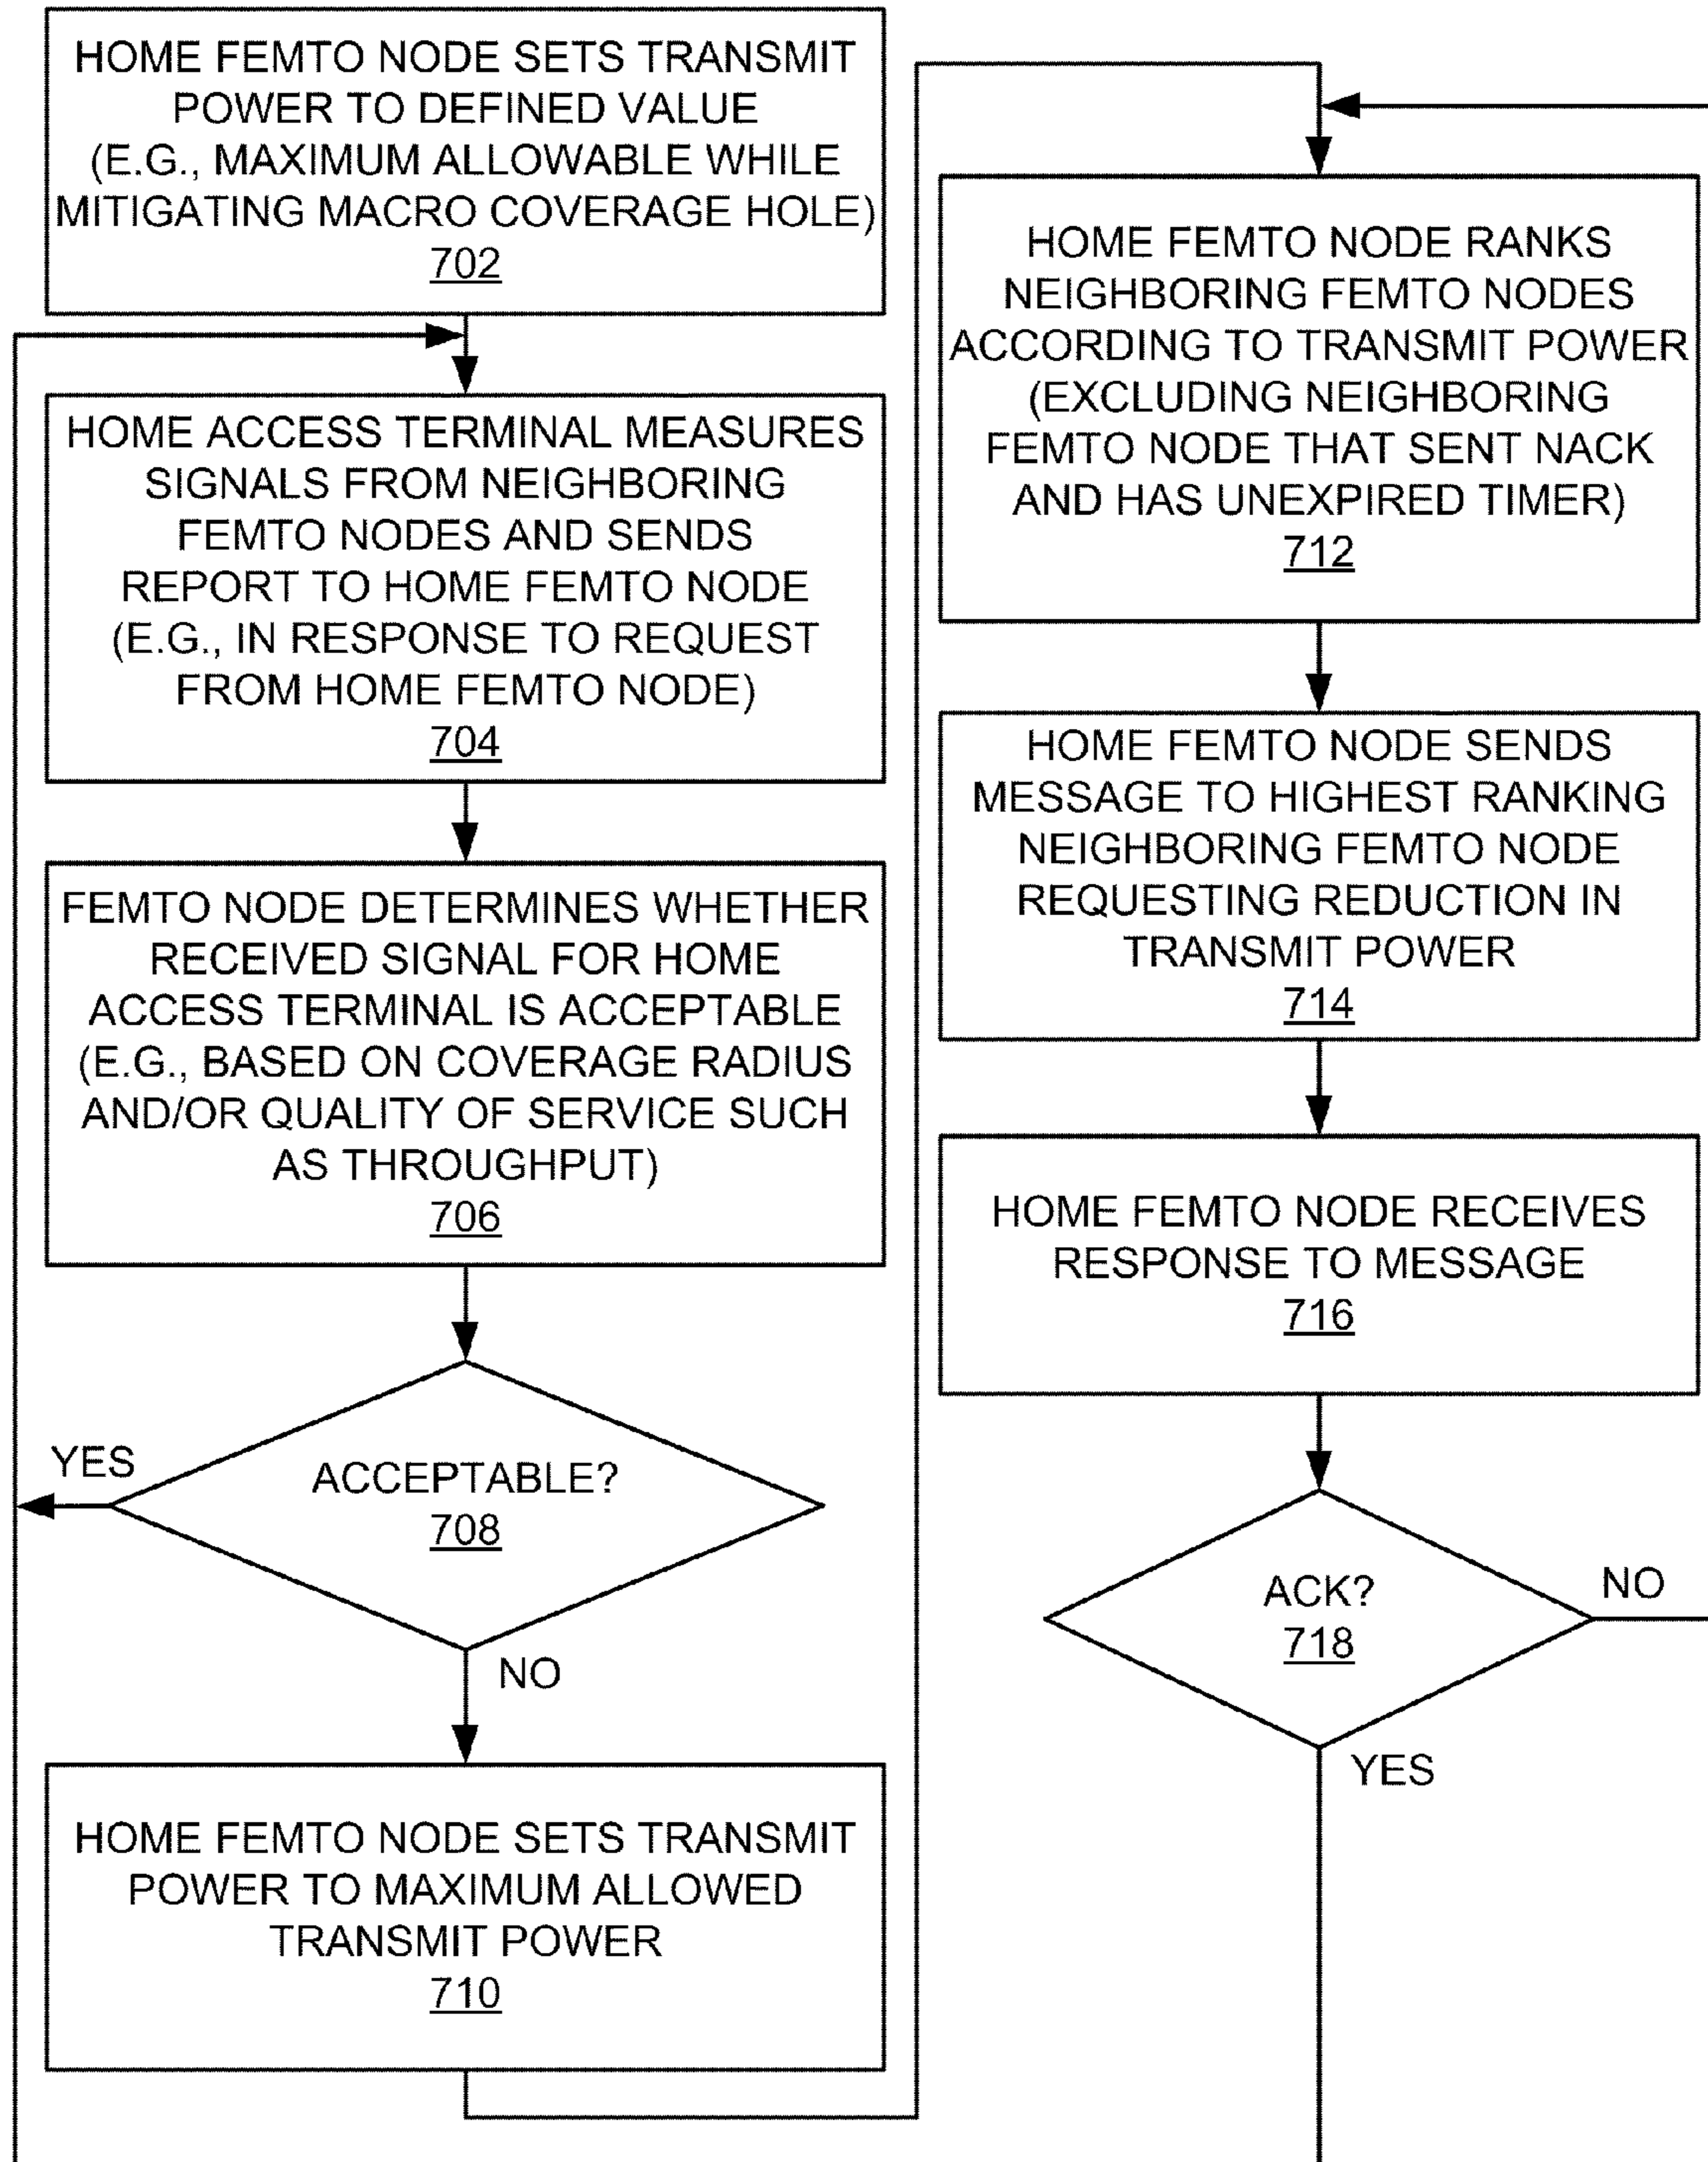 HOME FEMTO NODE SETS TRANSMIT
POWER TO DEFINED VALUE
(E.G., MAXIMUM ALLOWABLE WHILE
MITIGATING MACRO COVERAGE HOLE)
702
HOME ACCESS TERMINAL MEASURES
SIGNALS FROM NEIGHBORING
FEMTO NODES AND SENDS
REPORT TO HOME FEMTO NODE
(E.G., IN RESPONSE TO REQUEST
FROM HOME FEMTO NODE)
704
FEMTO NODE DETERMINES WHETHER
RECEIVED SIGNAL FOR HOME
ACCESS TERMINAL IS ACCEPTABLE
(E.G., BASED ON COVERAGE RADIUS
AND/OR QUALITY OF SERVICE SUCH
AS THROUGHPUT)
706
YES
ACCEPTABLE?
708
NO
HOME FEMTO NODE SETS TRANSMIT
POWER TO MAXIMUM ALLOWED
TRANSMIT POWER
710
HOME FEMTO NODE RANKS
NEIGHBORING FEMTO NODES
ACCORDING TO TRANSMIT POWER
(EXCLUDING NEIGHBORING
FEMTO NODE THAT SENT NACK
AND HAS UNEXPIRED TIMER)
712
HOME FEMTO NODE SENDS
MESSAGE TO HIGHEST RANKING
NEIGHBORING FEMTO NODE
REQUESTING REDUCTION IN
TRANSMIT POWER
714
HOME FEMTO NODE RECEIVES
RESPONSE TO MESSAGE
716
ACK?
718
NO
YES